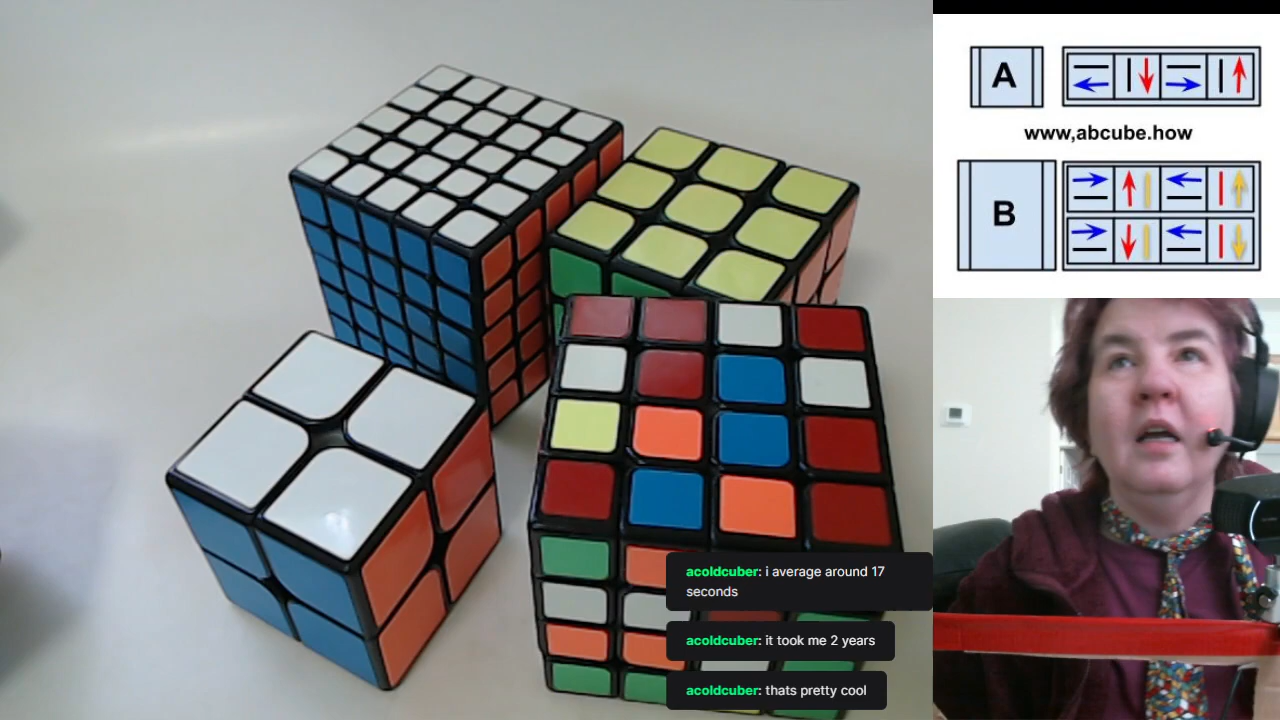 A
www,abcube.how
B
acoldcuber: i average around 17
seconds
acoldcuber: it took me 2 years
acoldcuber: thats pretty cool